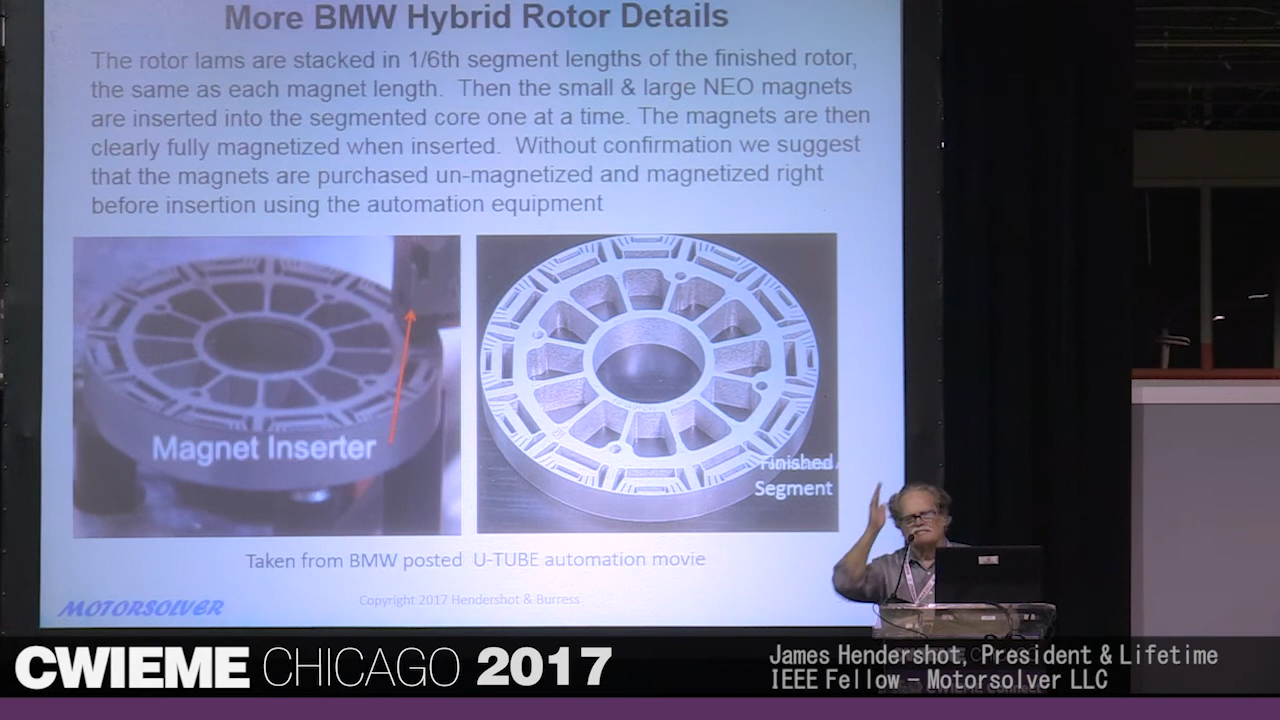 More BMW Hybrid Rotor Details
The rotor lams are stacked in 1/6th segment lengths of the finished rotor,
the same as each magnet length. Then the small & large NEO magnets
are inserted into the segmented core one at a time. The magnets are then
clearly fully magnetized when inserted. Without confirmation we suggest
that the magnets are purchased un-magnetized and magnetized right
before insertion using the automation equipment
Magnet Inserter
Finished
Segment
Taken from BMW posted U-TUBE automation movie
Copyright 2017 Hendershot & Burress
MOTORSOLVER
CWIEME CHICAGO 2017
James Hendershot, President & Lifetime
IEEE Fellow – Motorsolver LLC